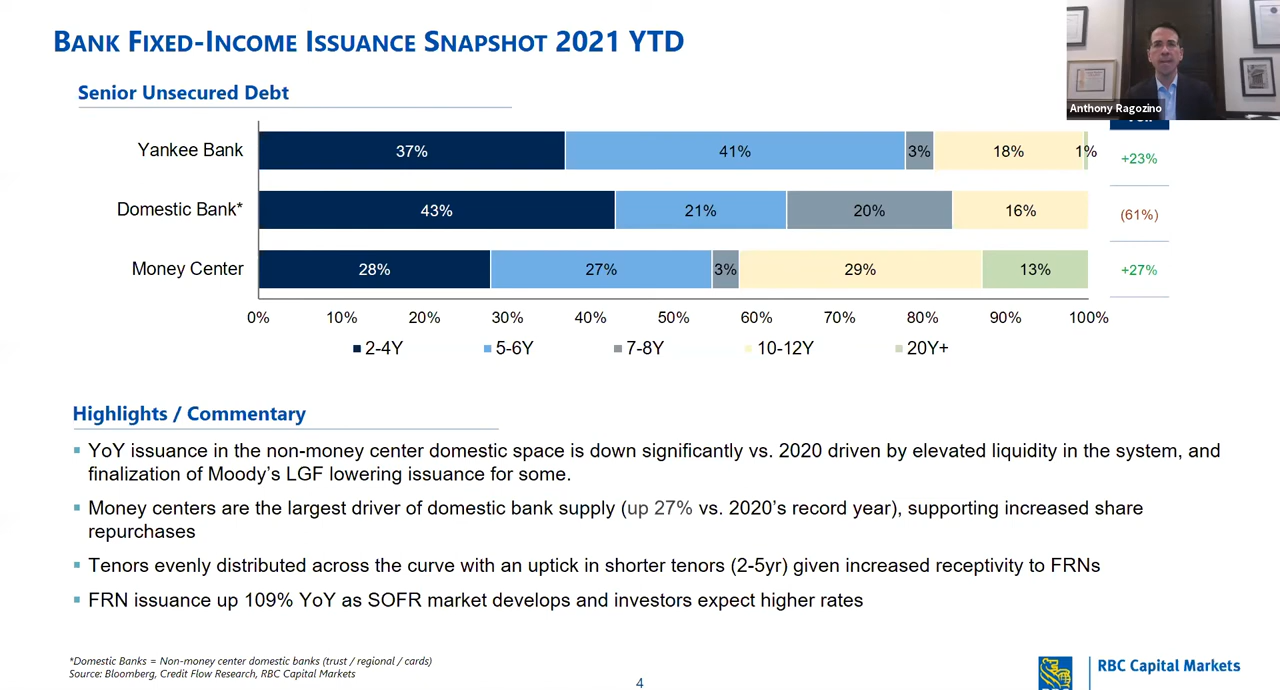 BANK FIXED-INCOME ISSUANCE SNAPSHOT 2021 YTD
Anthony Ragozino
Senior Unsecured Debt
Yankee Bank 37% 41% 3% 18% 1% +23%
Domestic Bank* 43% 21% 20% 16% (61%)
Money Center 28% 27% 3% 29% 13% +27%
0% 10% 20% 30% 40% 50% 60% 70% 80% 90% 100%
2-4Y 5-6Y 7-8Y 10-12Y 20Y+
Highlights / Commentary
YoY issuance in the non-money center domestic space is down significantly vs. 2020 driven by elevated liquidity in the system, and
finalization of Moody's LGF lowering issuance for some.
Money centers are the largest driver of domestic bank supply (up 27% vs. 2020's record year), supporting increased share
repurchases
Tenors evenly distributed across the curve with an uptick in shorter tenors (2-5yr) given increased receptivity to FRNs
FRN issuance up 109% YoY as SOFR market develops and investors expect higher rates
*Domestic Banks = Non-money center domestic banks (trust / regional / cards)
Source: Bloomberg, Credit Flow Research, RBC Capital Markets
4
RBC
RBC Capital Markets